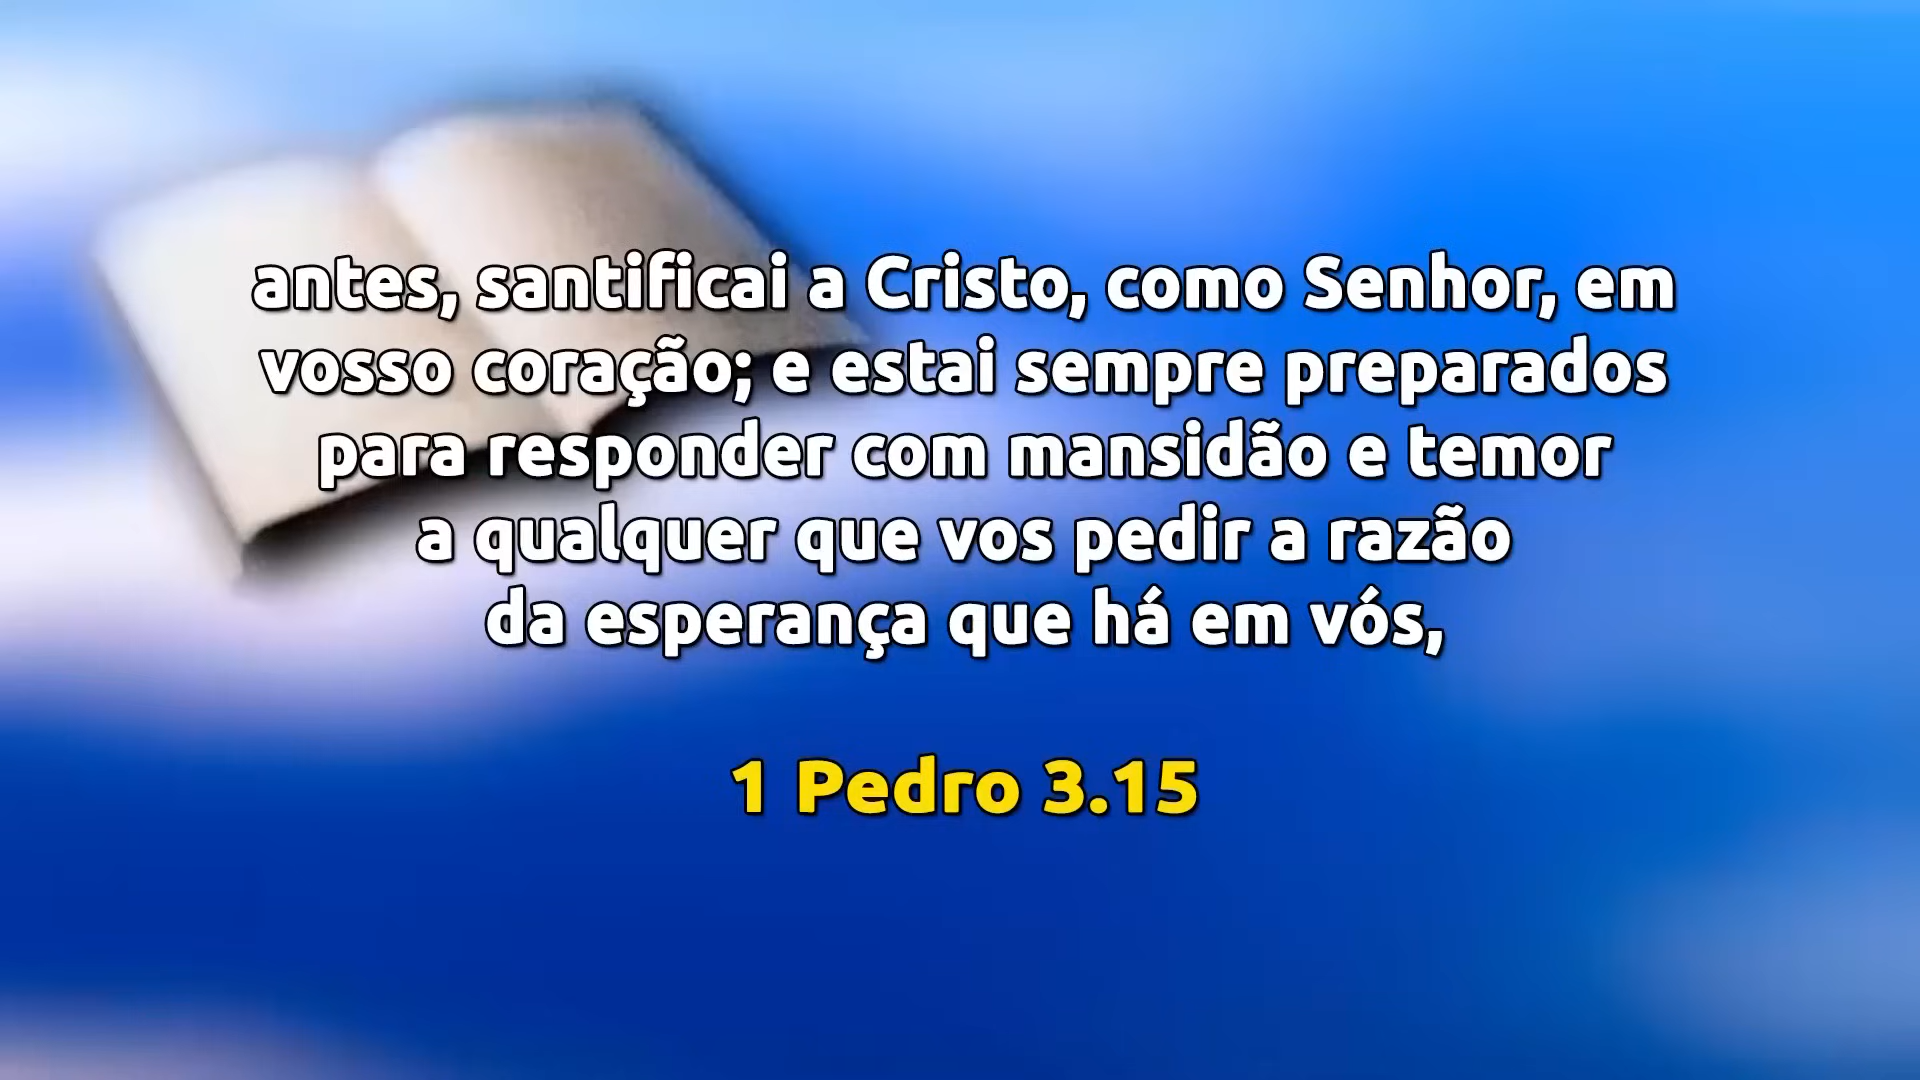 antes, santificai a Cristo, como Senhor, em
vosso coração; e estai sempre preparados
para responder com mansidão e temor
a qualquer que vos pedir a razão
da esperança que há em vós,
1 Pedro 3.15